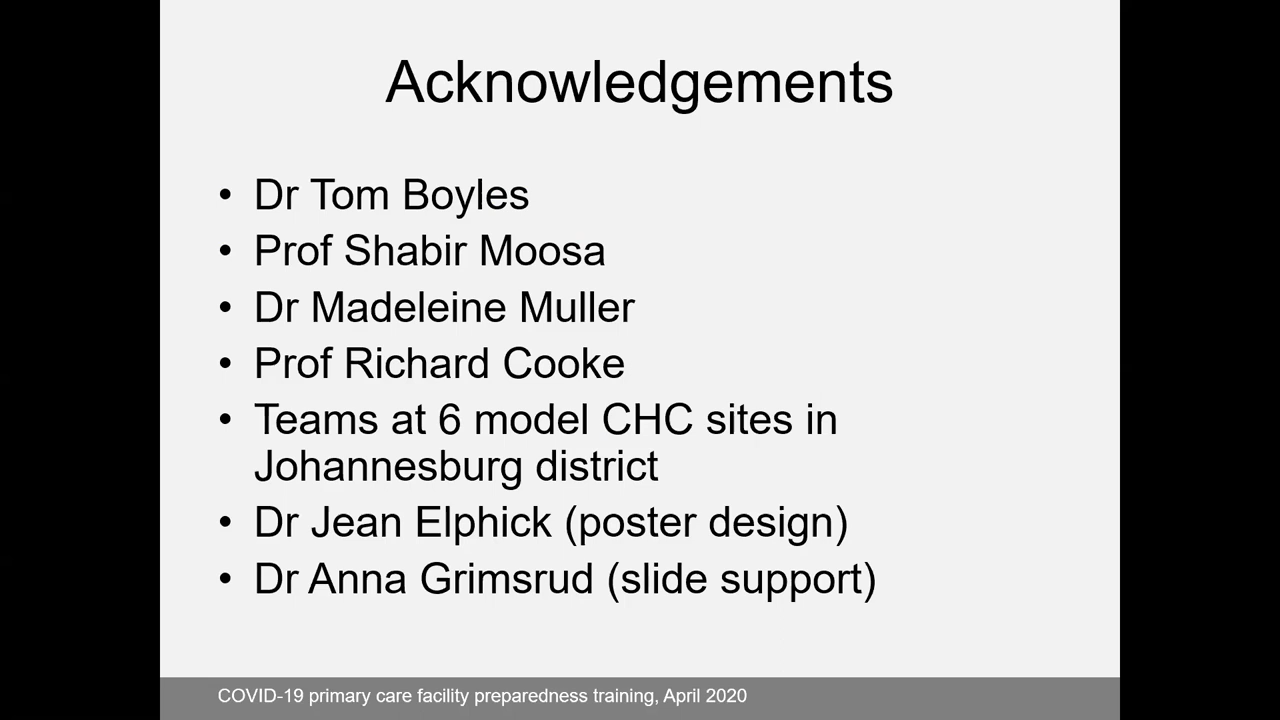 Acknowledgements
• Dr Tom Boyles
• Prof Shabir Moosa
• Dr Madeleine Muller
• Prof Richard Cooke
• Teams at 6 model CHC sites in
Johannesburg district
• Dr Jean Elphick (poster design)
• Dr Anna Grimsrud (slide support)
COVID-19 primary care facility preparedness training, April 2020